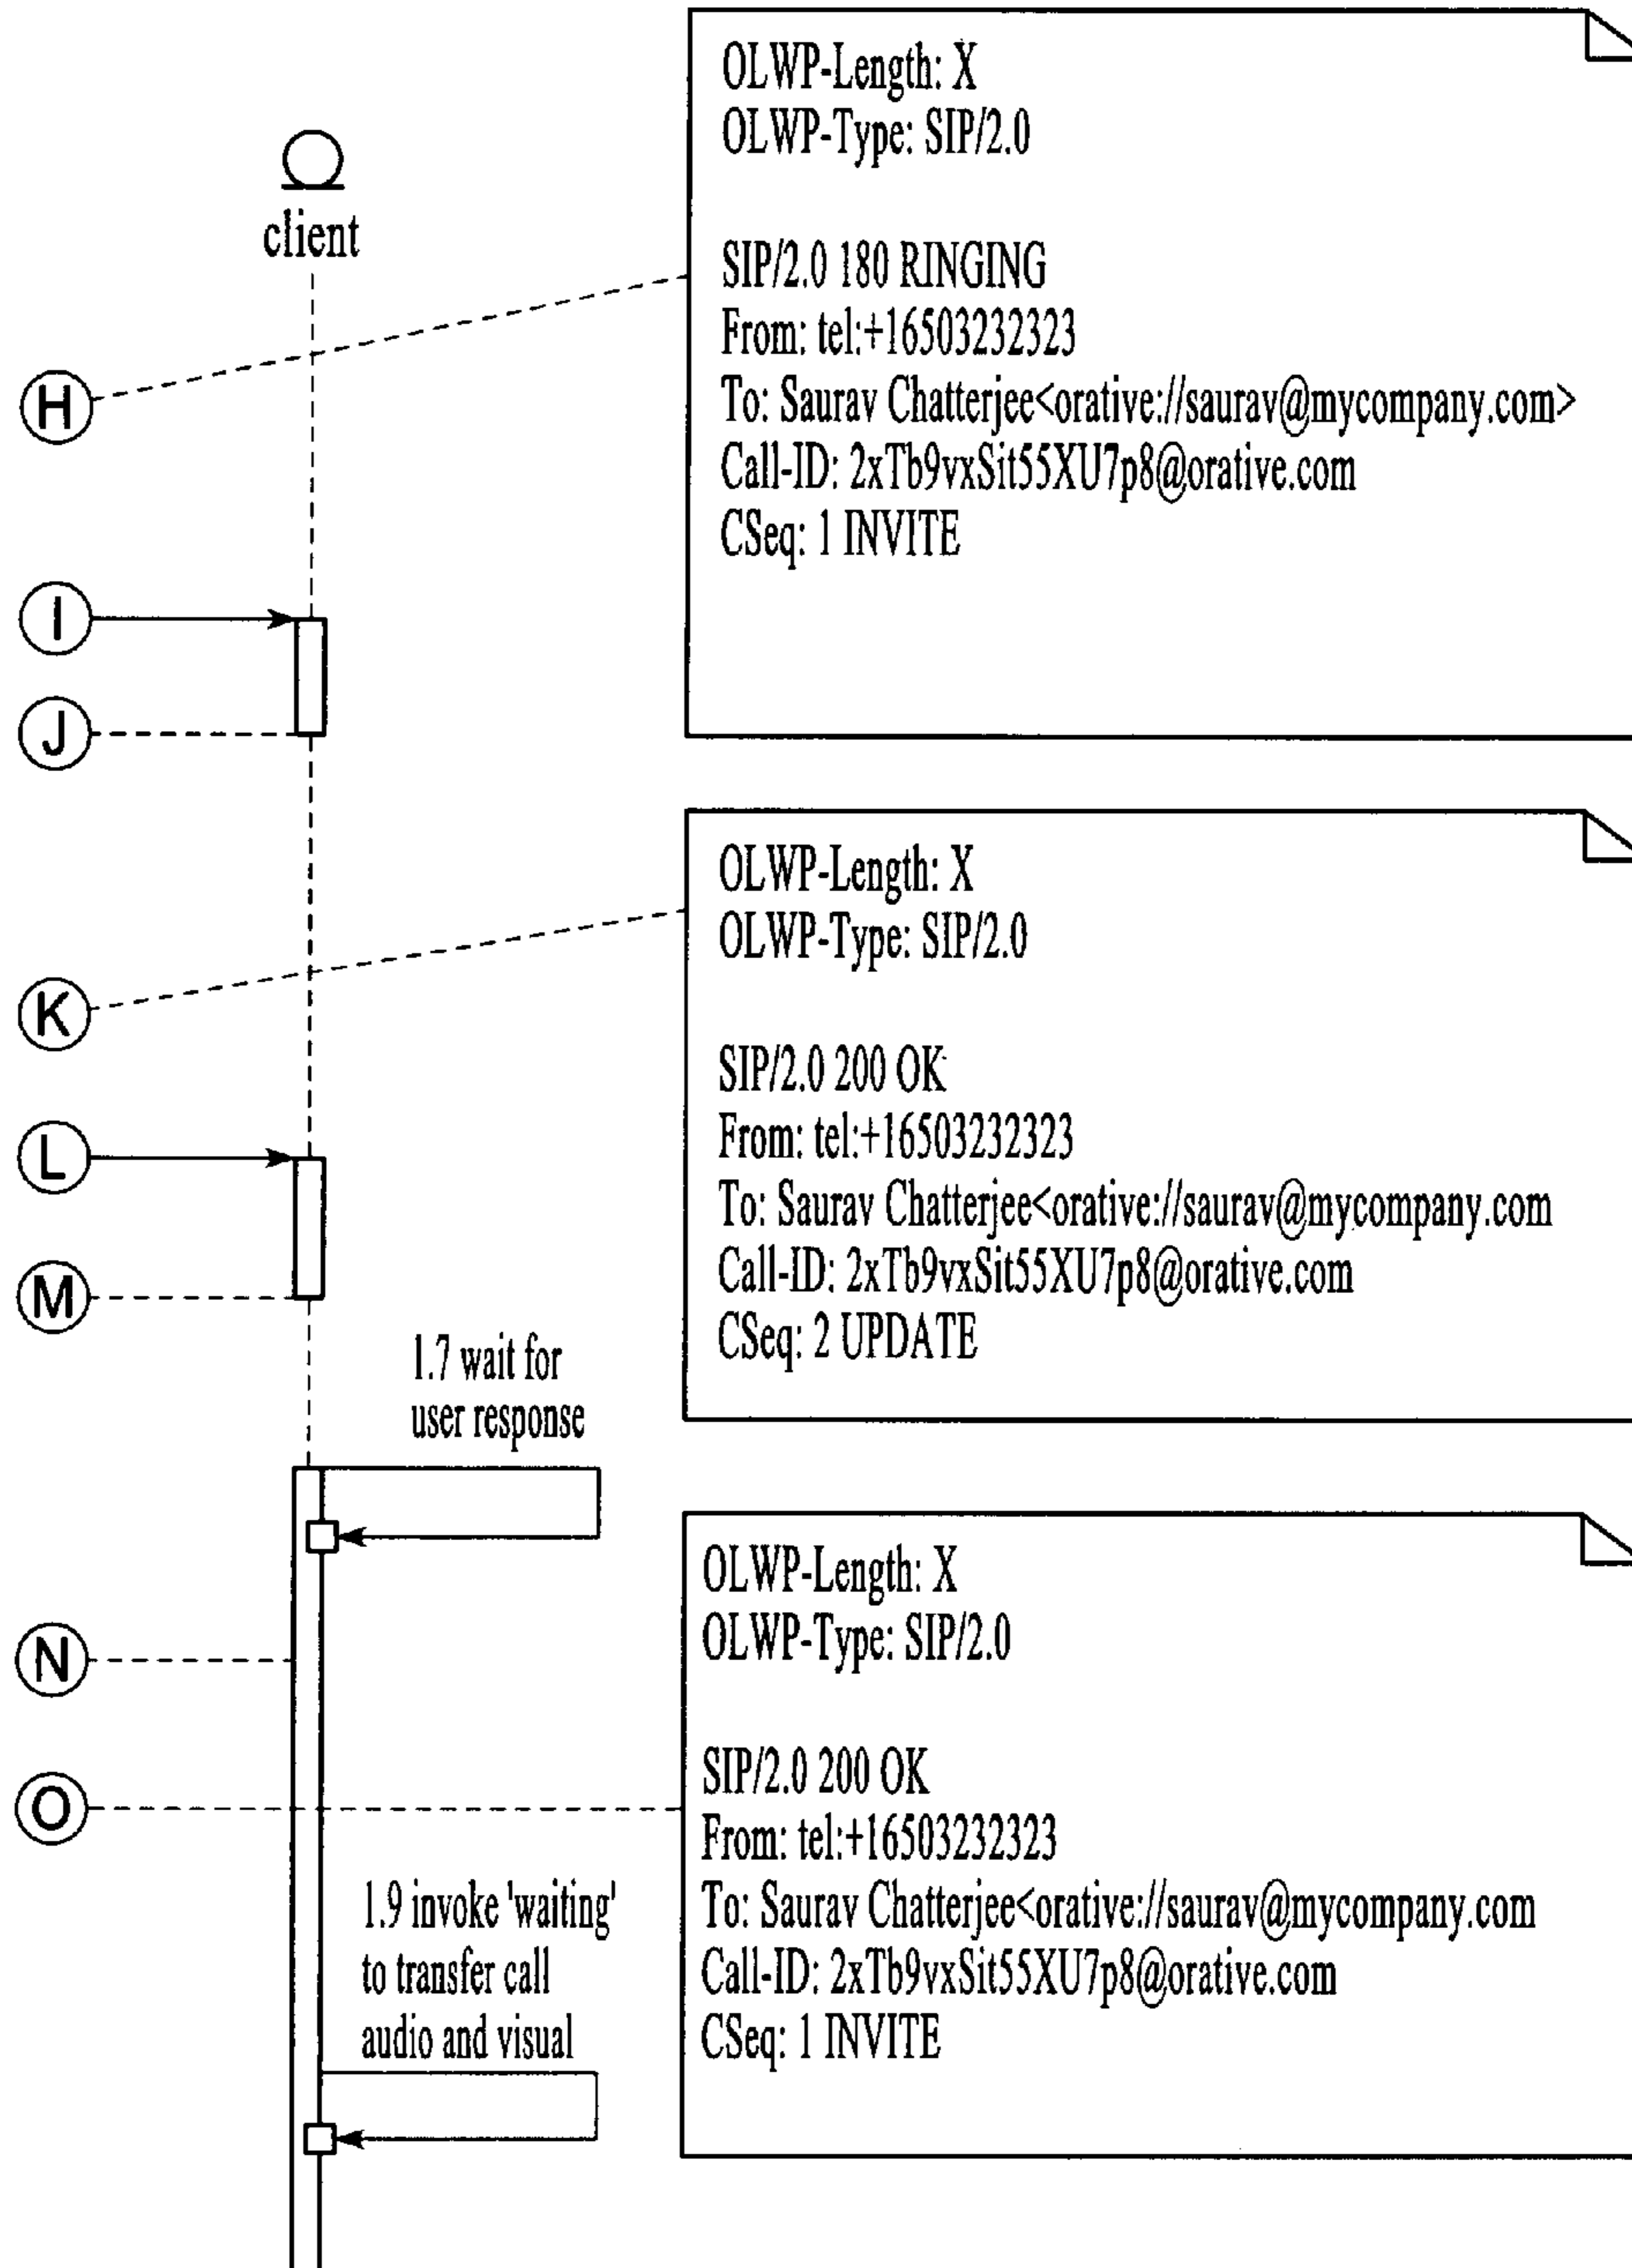 OLWP-Length: X
OLWP-Type: SIP/2.0
client
SIP/2.0 180 RINGING
From: tel:+16503232323
To: Saurav Chatterjee<orative://saurav@mycompany.com>
Call-ID: 2xTb9vxSit55XU7p8@orative.com
CSeq: 1 INVITE
H
I
J
OLWP-Length: X
OLWP-Type: SIP/2.0
K
SIP/2.0 200 OK
From: tel:+16503232323
To: Saurav Chatterjee<orative://saurav@mycompany.com
Call-ID: 2xTb9vxSit55XU7p8@orative.com
CSeq: 2 UPDATE
L
M
1.7 wait for
user response
OLWP-Length: X
OLWP-Type: SIP/2.0
N
SIP/2.0 200 OK
From: tel:+16503232323
To: Saurav Chatterjee<orative://saurav@mycompany.com
Call-ID: 2xTb9vxSit55XU7p8@orative.com
CSeq: 1 INVITE
O
1.9 invoke 'waiting'
to transfer call
audio and visual